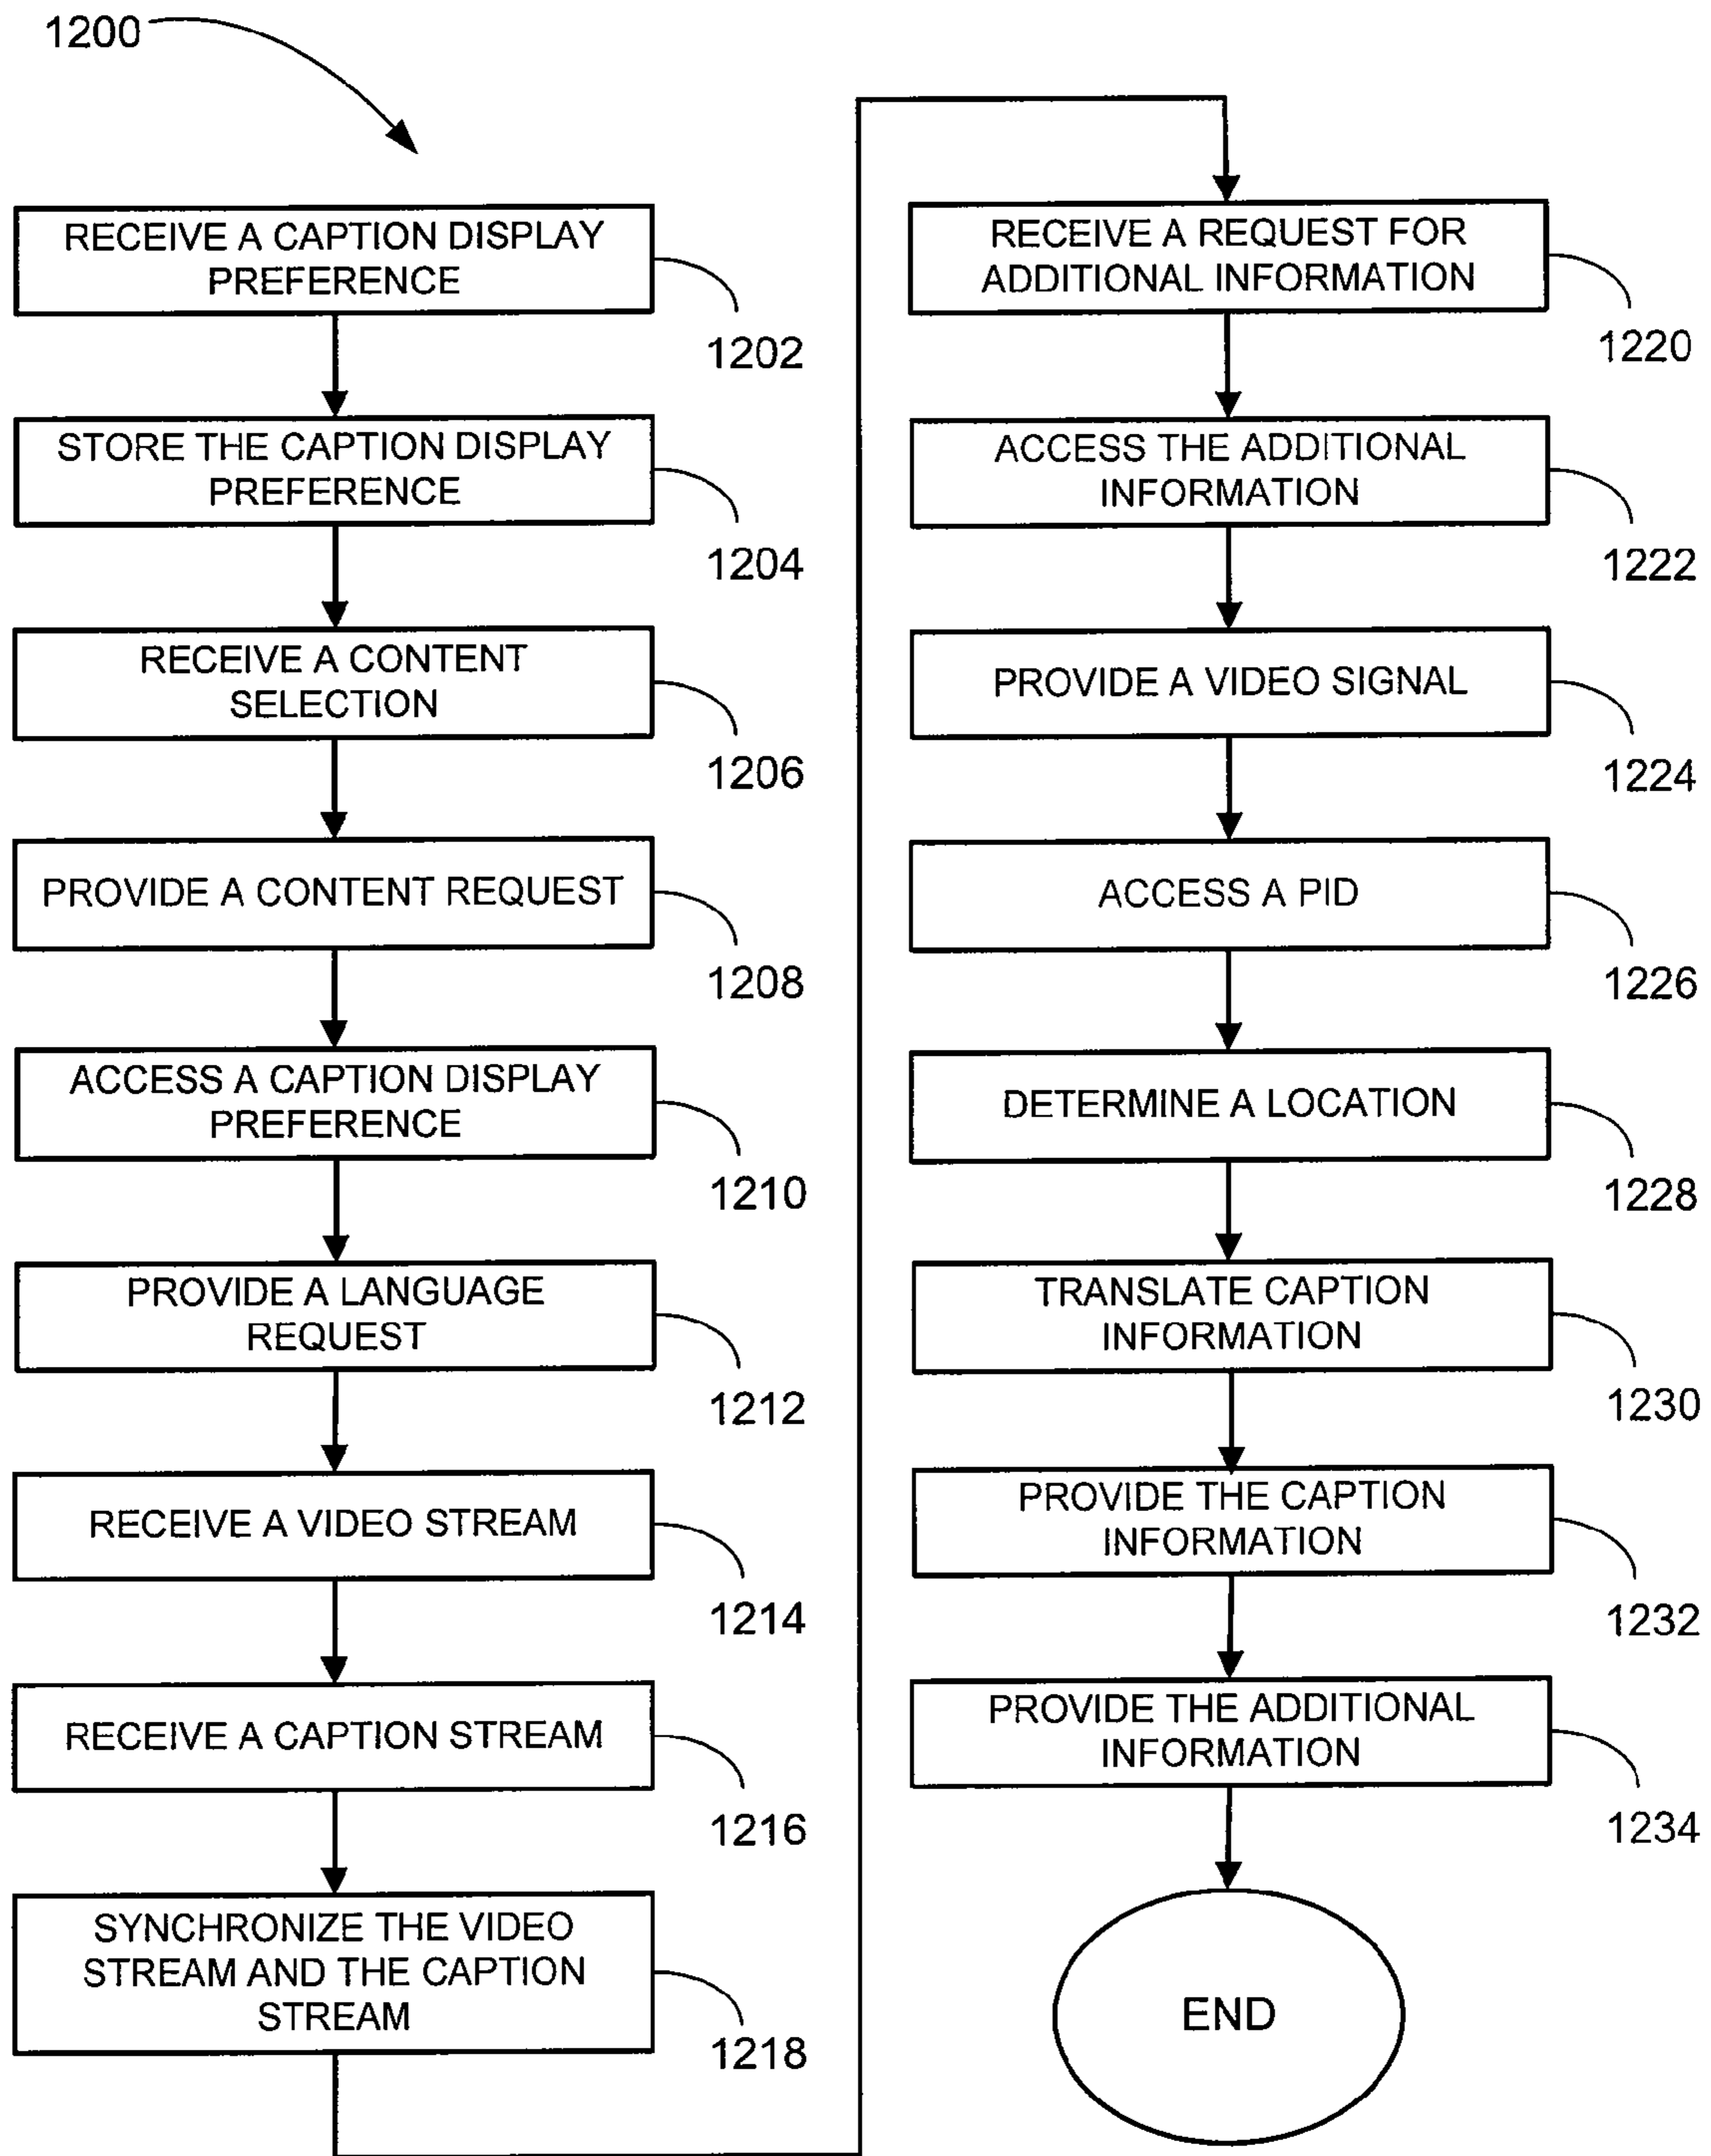 1200
RECEIVE A CAPTION DISPLAY
PREFERENCE
1202
STORE THE CAPTION DISPLAY
PREFERENCE
1204
RECEIVE A CONTENT
SELECTION
1206
PROVIDE A CONTENT REQUEST
1208
ACCESS A CAPTION DISPLAY
PREFERENCE
1210
PROVIDE A LANGUAGE
REQUEST
1212
RECEIVE A VIDEO STREAM
1214
RECEIVE A CAPTION STREAM
1216
SYNCHRONIZE THE VIDEO
STREAM AND THE CAPTION
STREAM
1218
RECEIVE A REQUEST FOR
ADDITIONAL INFORMATION
1220
ACCESS THE ADDITIONAL
INFORMATION
1222
PROVIDE A VIDEO SIGNAL
1224
ACCESS A PID
1226
DETERMINE A LOCATION
1228
TRANSLATE CAPTION
INFORMATION
1230
PROVIDE THE CAPTION
INFORMATION
1232
PROVIDE THE ADDITIONAL
INFORMATION
1234
END